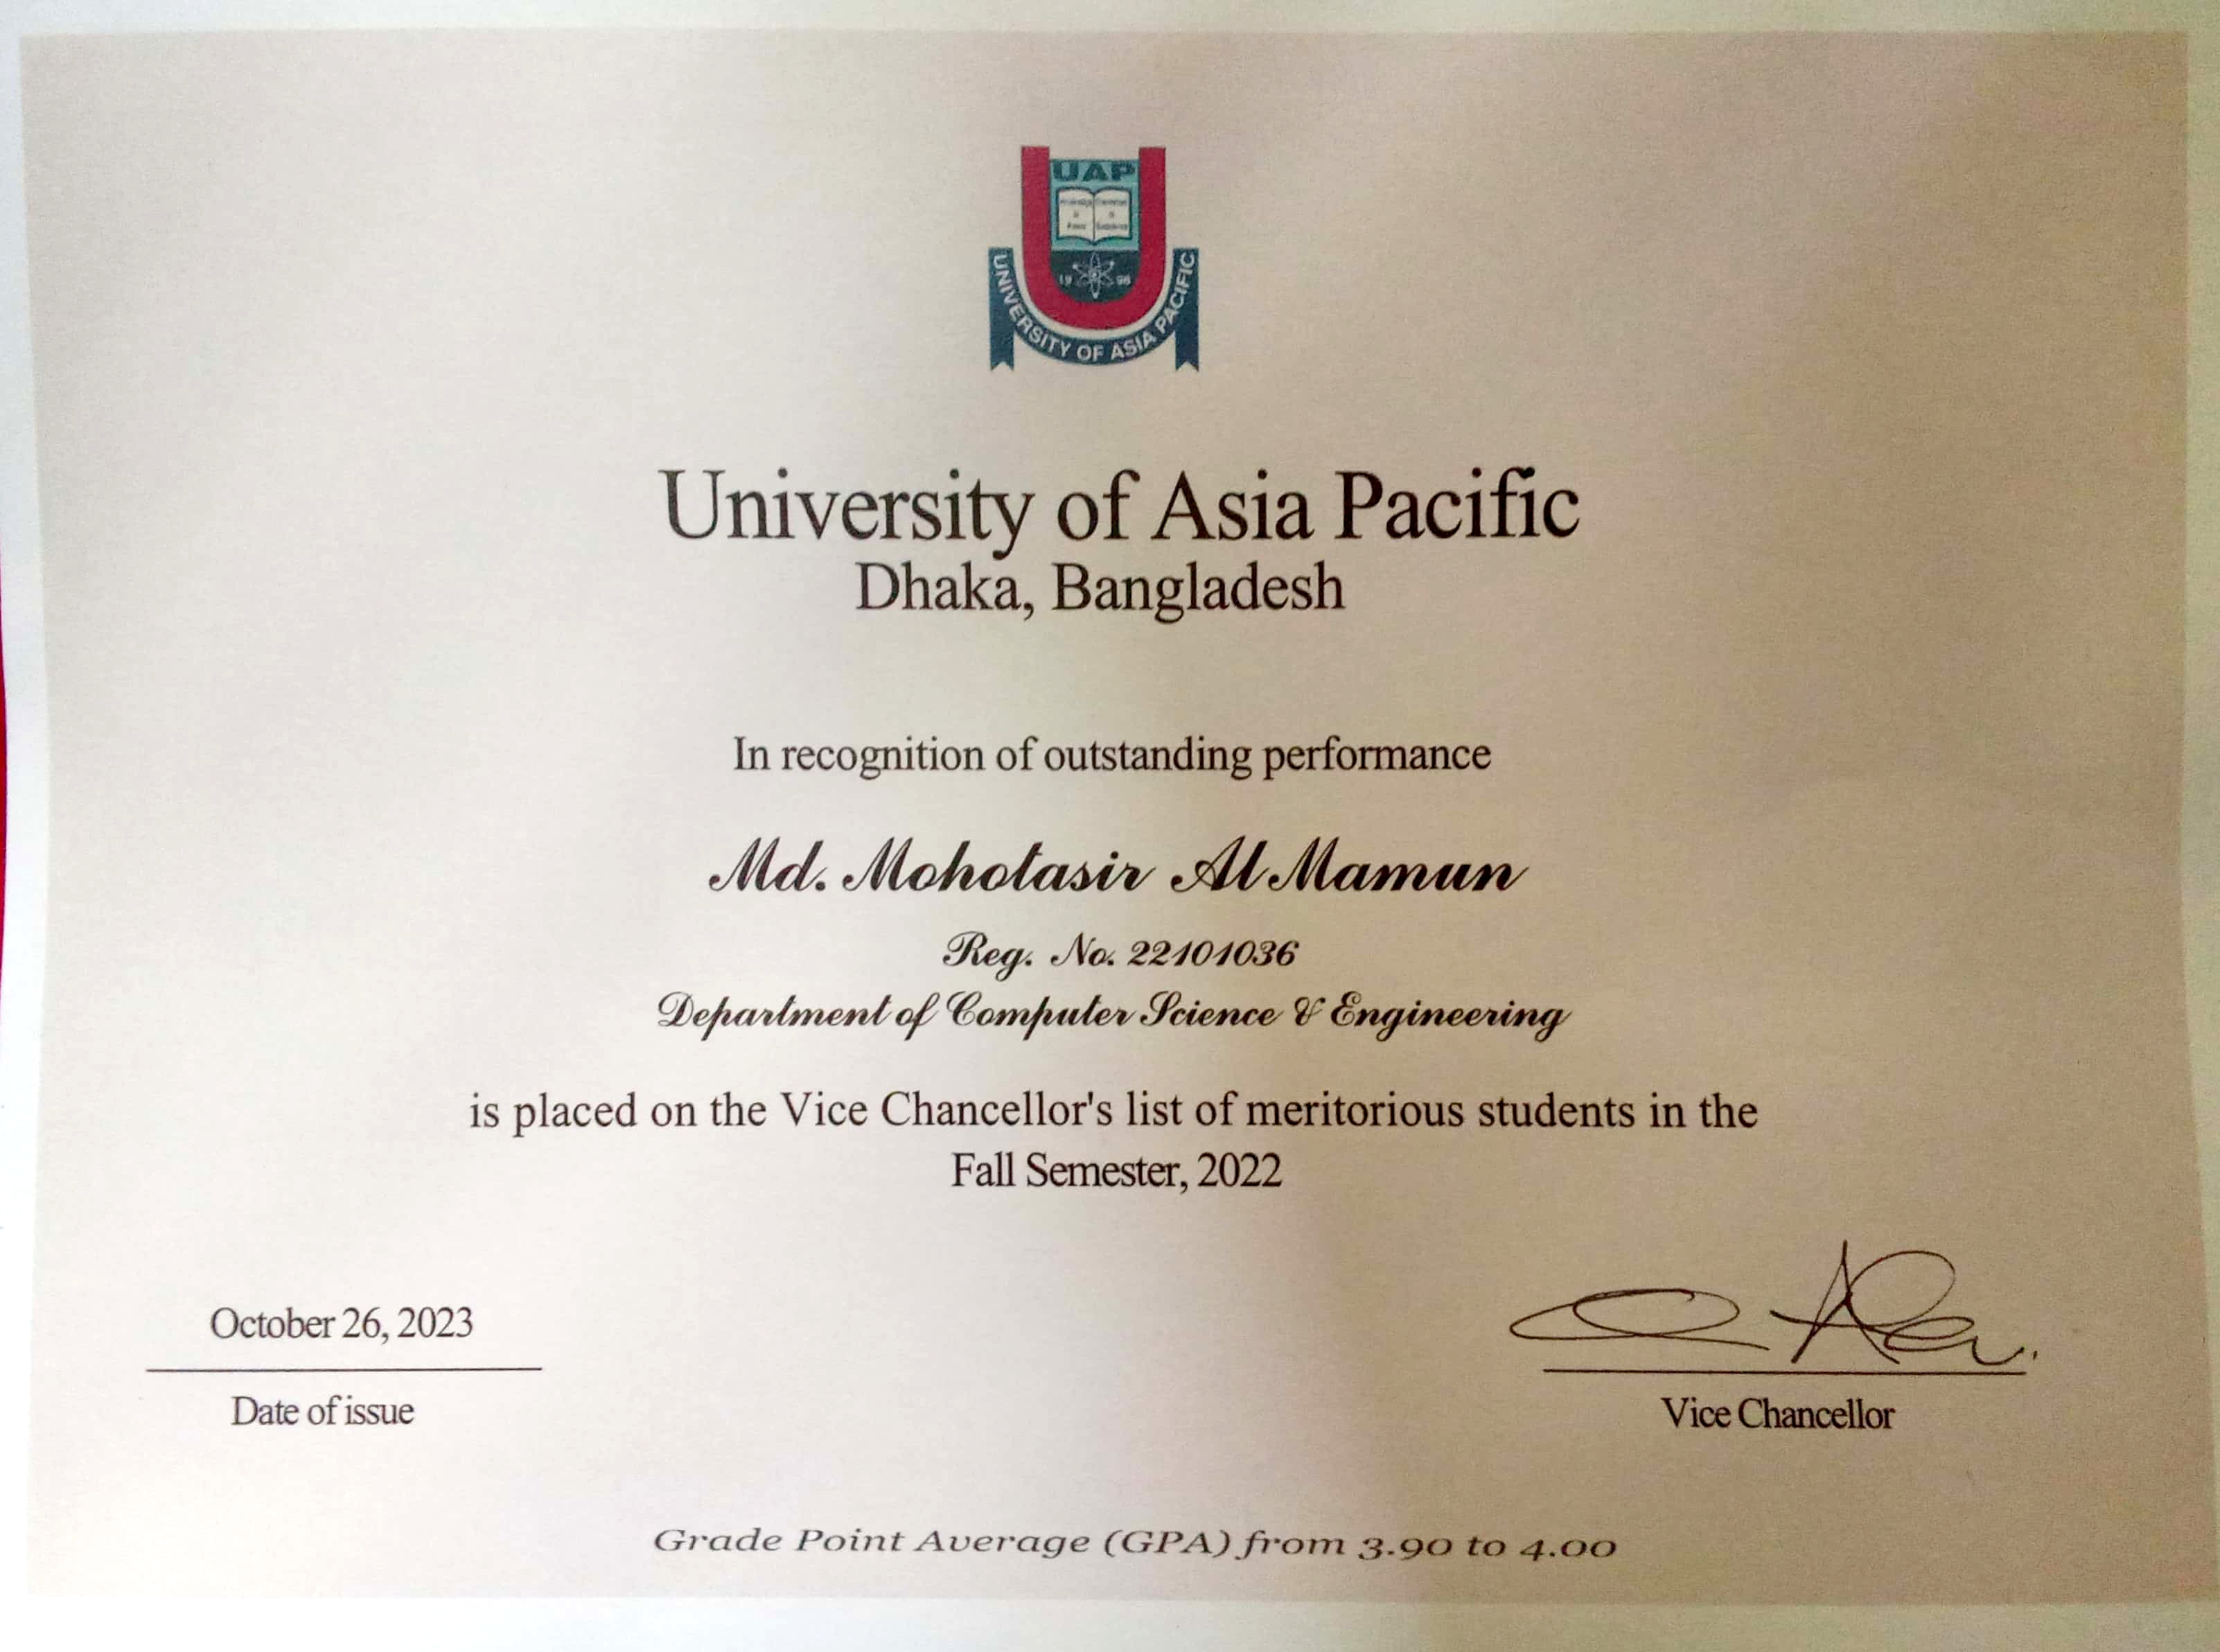 UAP
19 96
UNIVERSITY OF ASIA PACIFIC
University of Asia Pacific
Dhaka, Bangladesh
In recognition of outstanding performance
Md. Mohotasir Al Mamun
Reg. No. 22101036
Department of Computer Science & Engineering
is placed on the Vice Chancellor's list of meritorious students in the
Fall Semester, 2022
October 26, 2023
Date of issue
Vice Chancellor
Grade Point Average (GPA) from 3.90 to 4.00